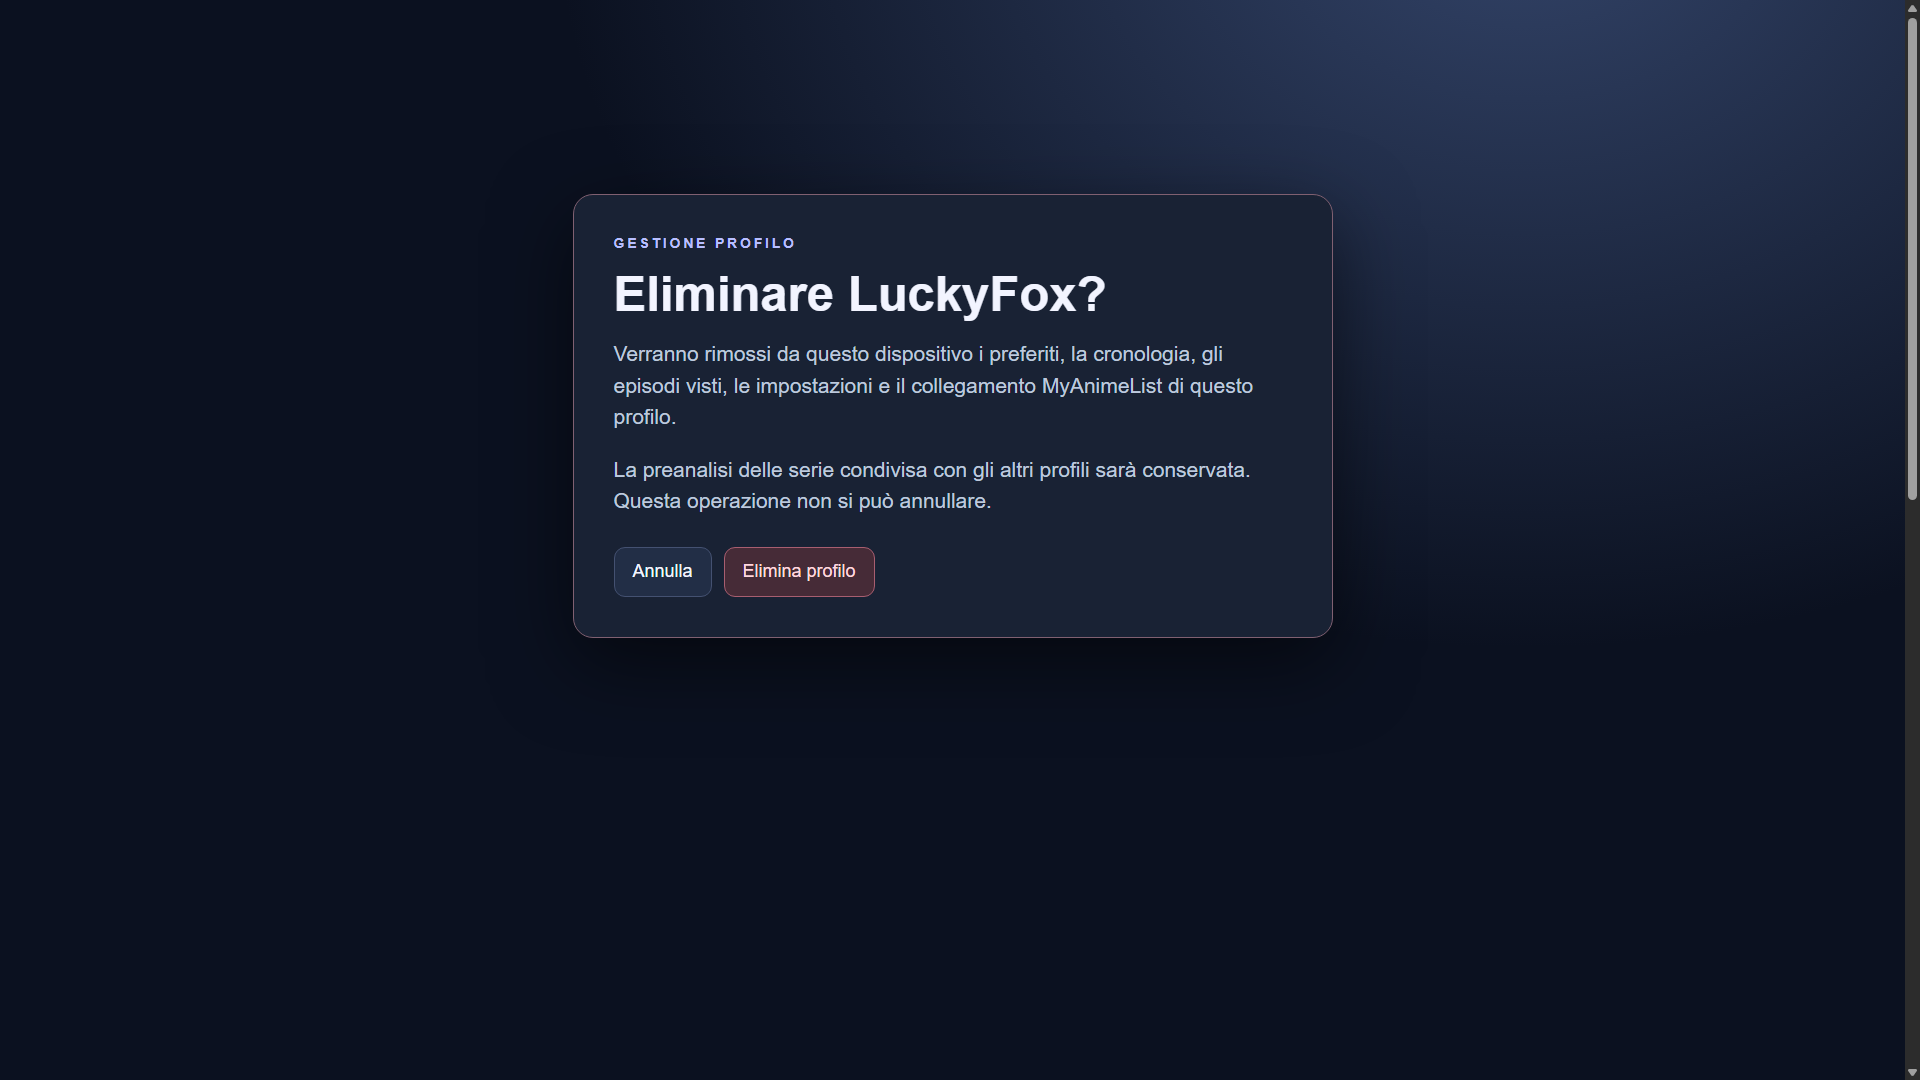 GESTIONE PROFILO
Eliminare LuckyFox?
Verranno rimossi da questo dispositivo i preferiti, la cronologia, gli
episodi visti, le impostazioni e il collegamento MyAnimeList di questo
profilo.
La preanalisi delle serie condivisa con gli altri profili sarà conservata.
Questa operazione non si può annullare.
Annulla
Elimina profilo